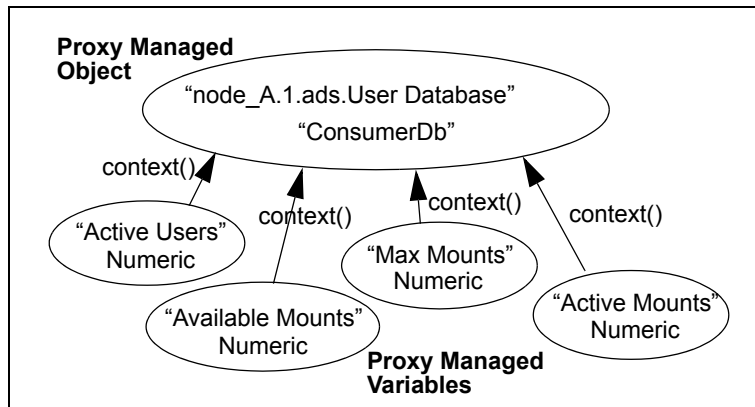 Proxy Managed
Object
“node_A.1.ads.User Database”
“ConsumerDb”
context()
context()
context()
context()
“Active Users”
Numeric
“Available Mounts”
Numeric
“Max Mounts”
Numeric
“Active Mounts”
Numeric
Proxy Managed
Variables